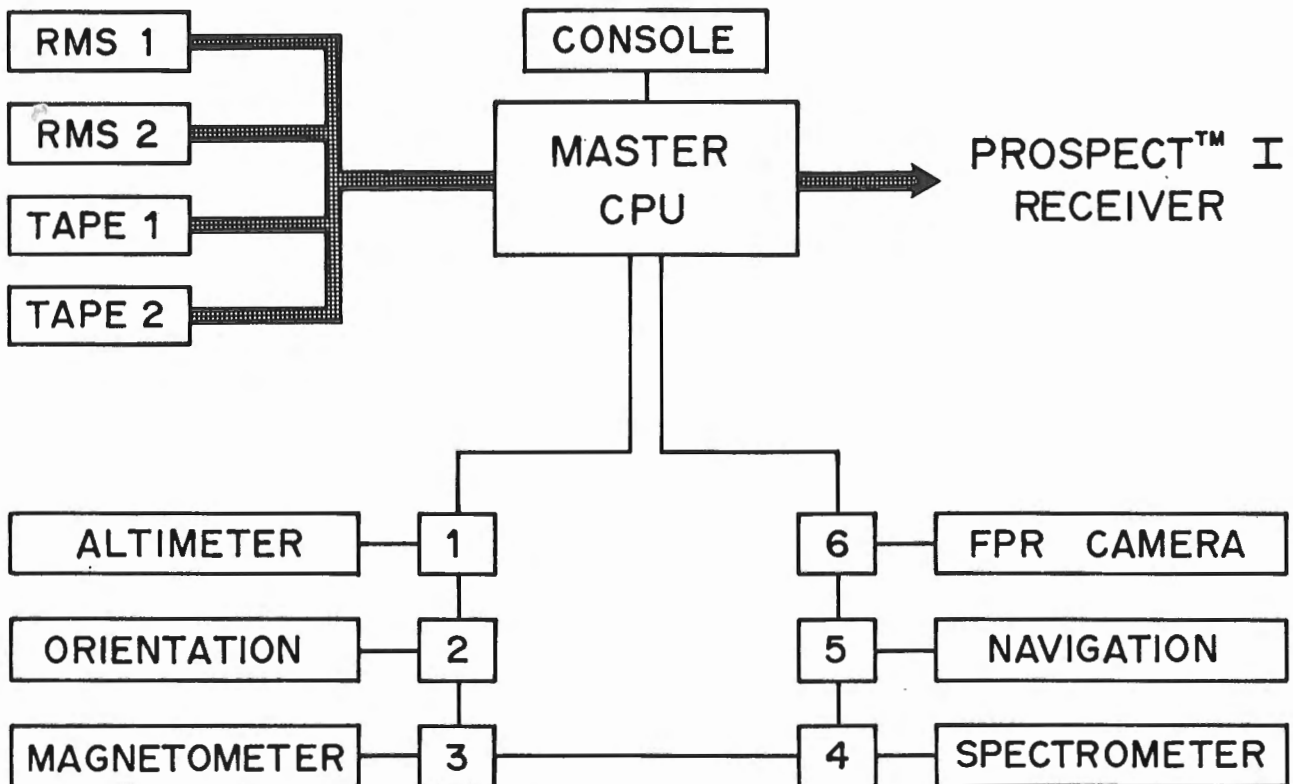 RMS 1
RMS 2
TAPE 1
TAPE 2
CONSOLE
MASTER
CPU
PROSPECT™ I
RECEIVER
ALTIMETER
1
ORIENTATION
2
MAGNETOMETER
3
6
FPR CAMERA
5
NAVIGATION
4
SPECTROMETER